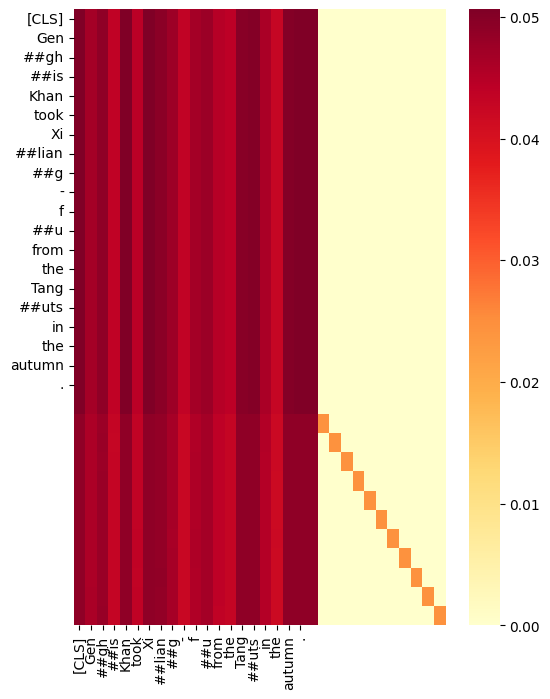 [CLS]
Gen
##gh
##is
Khan
took
Xi
##lian
##g
-
f
##u
from
the
Tang
##uts
in
the
autumn
.
0.05
0.04
0.03
0.02
0.01
0.00
[CLS]
Gen
##gh
##is
Khan
took
Xi
##lian
##g
-
f
##u
from
the
Tang
##uts
in
the
autumn
.